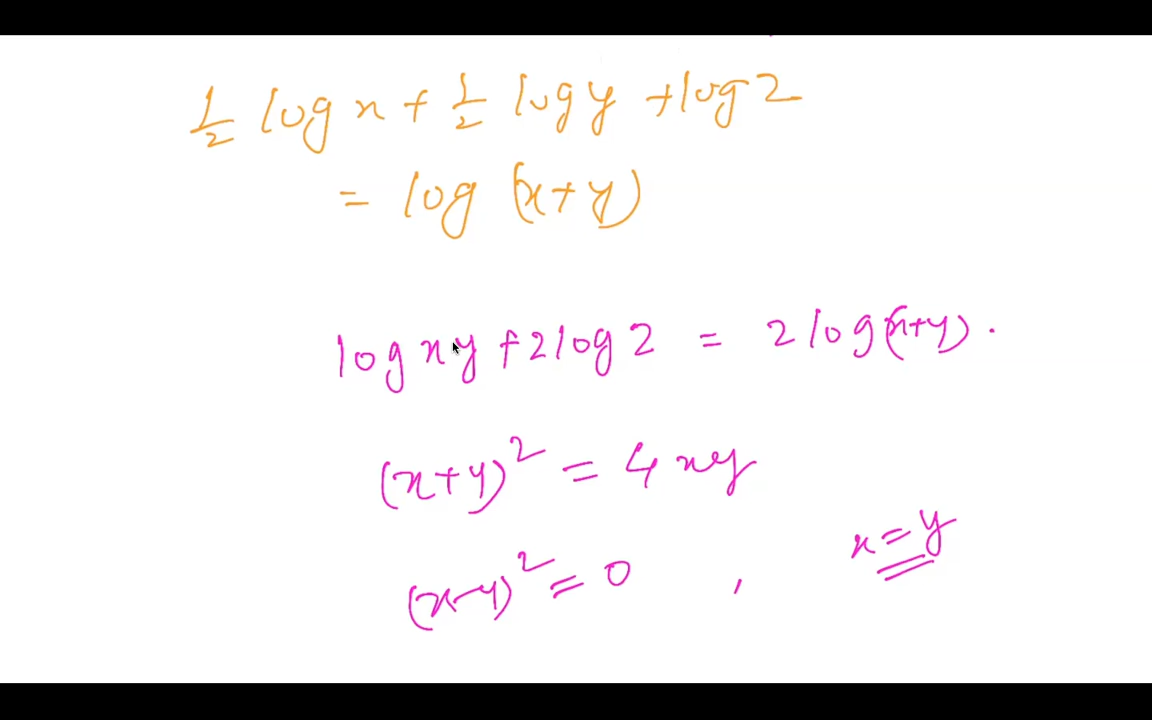 ½ log x + ½ log y + log 2
= log (x+y)
log xy + 2 log 2 = 2 log (x+y).
(x+y)² = 4xy
(x-y)² = 0 , x = y